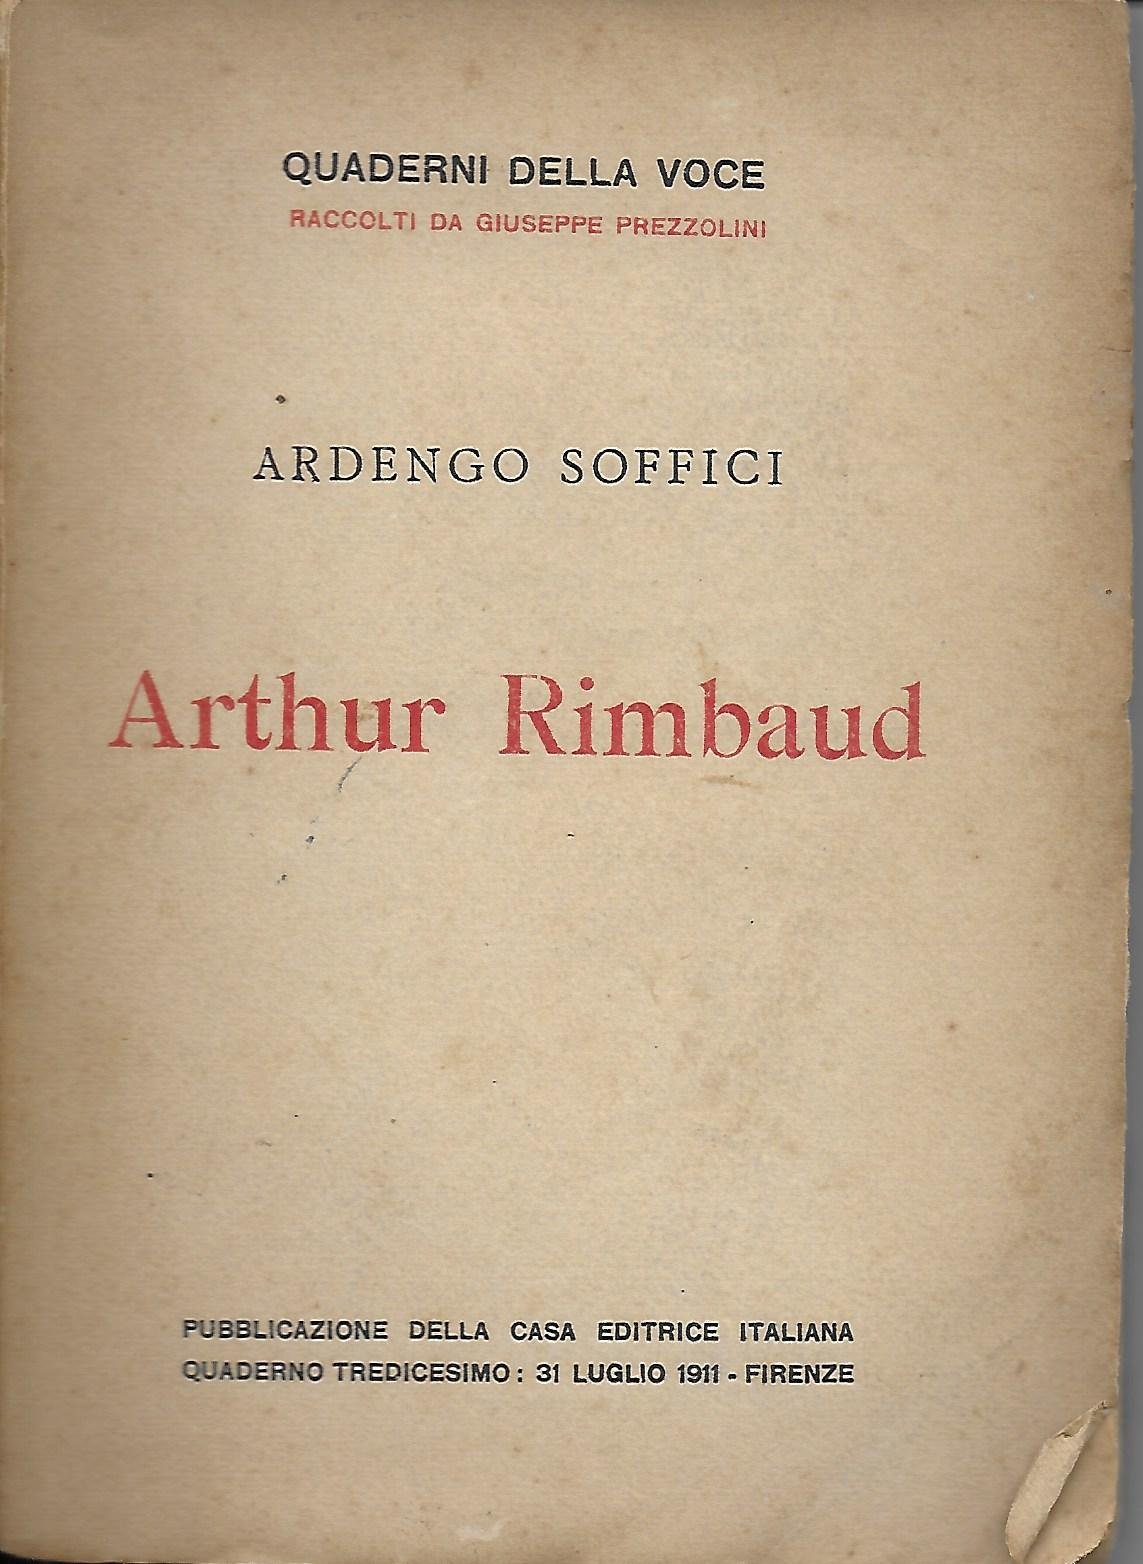 QUADERNI DELLA VOCE
RACCOLTI DA GIUSEPPE PREZZOLINI
ARDENGO SOFFICI
Arthur Rimbaud
PUBBLICAZIONE DELLA CASA EDITRICE ITALIANA
QUADERNO TREDICESIMO: 31 LUGLIO 1911 - FIRENZE